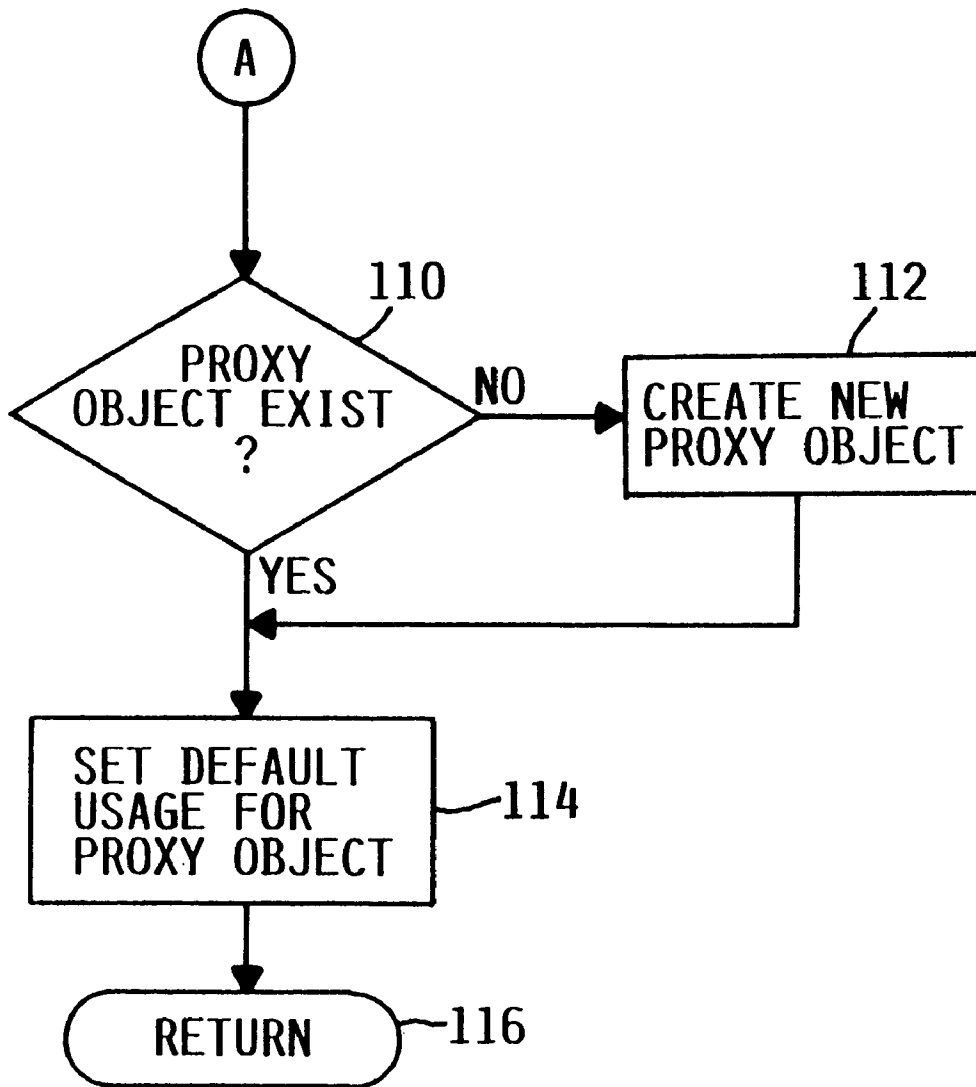 A
110
PROXY
OBJECT EXIST
?
NO
112
CREATE NEW
PROXY OBJECT
YES
SET DEFAULT
USAGE FOR
PROXY OBJECT
114
RETURN
116